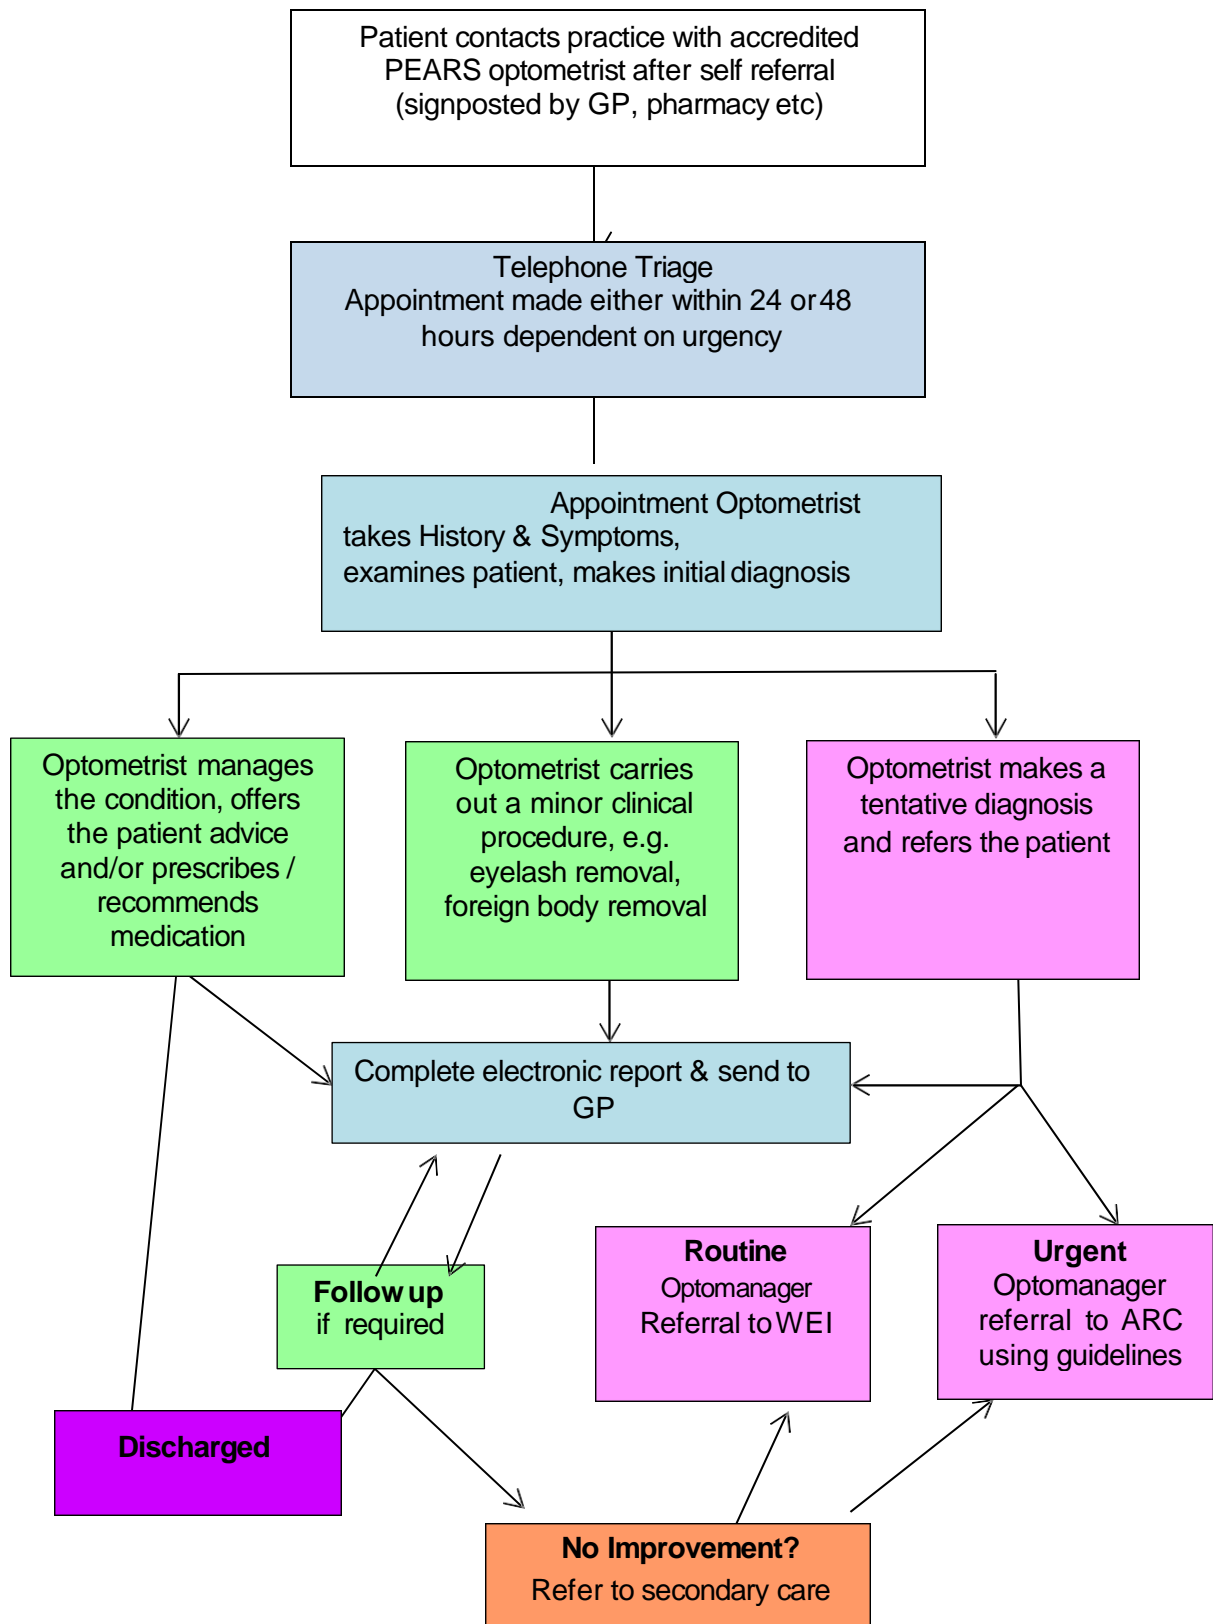 Patient contacts practice with accredited
PEARS optometrist after self referral
(signposted by GP, pharmacy etc)
Telephone Triage
Appointment made either within 24 or 48
hours dependent on urgency
Appointment Optometrist
takes History & Symptoms,
examines patient, makes initial diagnosis
Optometrist manages
the condition, offers
the patient advice
and/or prescribes /
recommends
medication
Optometrist carries
out a minor clinical
procedure, e.g.
eyelash removal,
foreign body removal
Optometrist makes a
tentative diagnosis
and refers the patient
Complete electronic report & send to
GP
Follow up
if required
Routine
Optomanager
Referral to WEI
Urgent
Optomanager
referral to ARC
using guidelines
Discharged
No Improvement?
Refer to secondary care